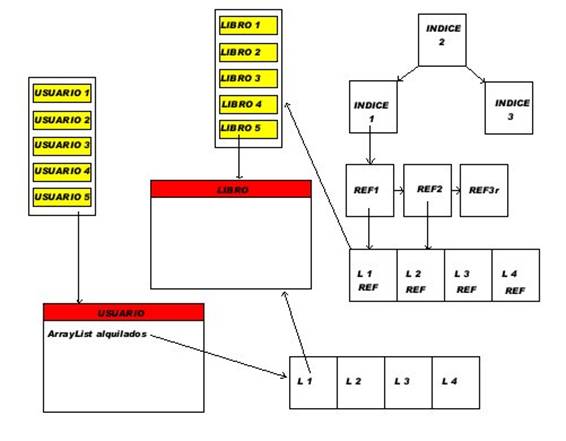 USUARIO 1
USUARIO 2
USUARIO 3
USUARIO 4
USUARIO 5
LIBRO 1
LIBRO 2
LIBRO 3
LIBRO 4
LIBRO 5
INDICE
2
INDICE
1
INDICE
3
REF1
REF2
REF3r
LIBRO
L 1
REF
L 2
REF
L 3
REF
L 4
REF
USUARIO
ArrayList alquilados
L 1
L 2
L 3
L 4